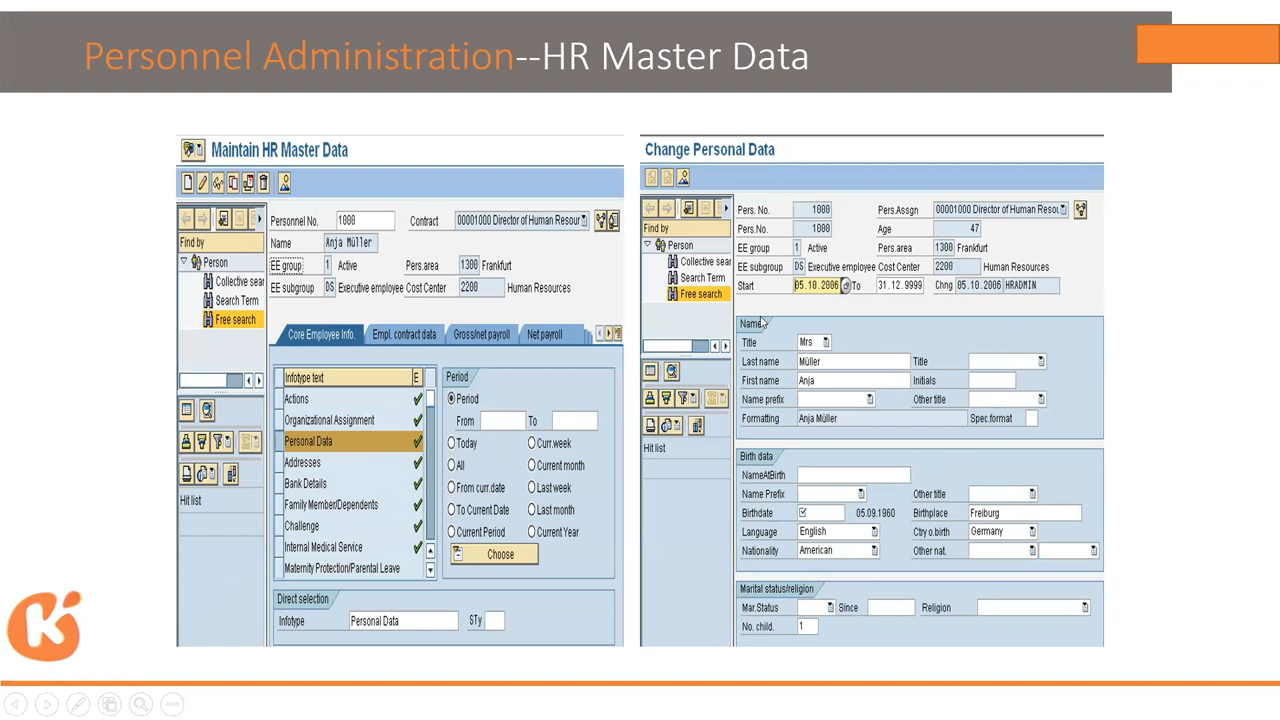 Personnel Administration--HR Master Data
Maintain HR Master Data
Personnel No. 1000 Contract 00001000 Director of Human Resour
Find by
Name Anja Müller
Person
EE group 1 Active Pers.area 1300 Frankfurt
Collective sear
EE subgroup DS Executive employee Cost Center 2200 Human Resources
Search Term
Free search
Core Employee Info. Empl. contract data Gross/net payroll Net payroll
Infotype text E
Actions
Organizational Assignment
Personal Data
Addresses
Bank Details
Family Member/Dependents
Challenge
Internal Medical Service
Maternity Protection/Parental Leave
Period
Period
From To
Today Curr.week
All Current month
From curr.date Last week
To Current Date Last month
Current Period Current Year
Choose
Hit list
Direct selection
Infotype Personal Data STy
Change Personal Data
Pers. No. 1000 Pers.Assgn 00001000 Director of Human Resou
Find by
Pers.No. 1000 Age 47
Person
EE group 1 Active Pers.area 1300 Frankfurt
Collective sear
EE subgroup DS Executive employee Cost Center 2200 Human Resources
Search Term
Start 05.10.2006 To 31.12.9999 Chng 05.10.2006 HRADMIN
Free search
Name
Title Mrs
Last name Müller Title
First name Anja Initials
Name prefix Other title
Formatting Anja Müller Spec.format
Hit list
Birth data
NameAtBirth
Name Prefix Other title
Birthdate 05.09.1960 Birthplace Freiburg
Language English Ctry o.birth Germany
Nationality American Other nat.
Marital status/religion
Mar.Status Since Religion
No. child. 1
K